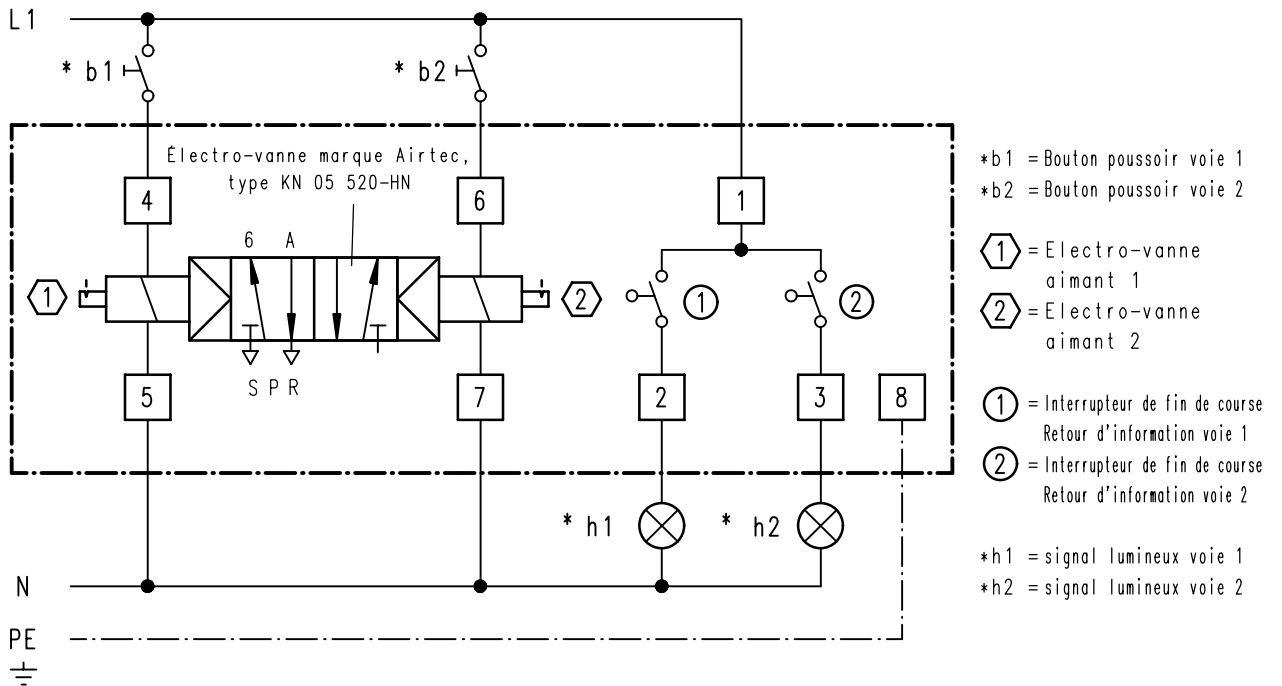 L1
* b1
* b2
Électro-vanne marque Airtec,
type KN 05 520-HN
4
6
1
6 A
1
2
1
2
S P R
5
7
2
3
8
* h1
* h2
N
PE
*b1 = Bouton poussoir voie 1
*b2 = Bouton poussoir voie 2
1 = Electro-vanne
aimant 1
2 = Electro-vanne
aimant 2
1 = Interrupteur de fin de course
Retour d'information voie 1
2 = Interrupteur de fin de course
Retour d'information voie 2
*h1 = signal lumineux voie 1
*h2 = signal lumineux voie 2